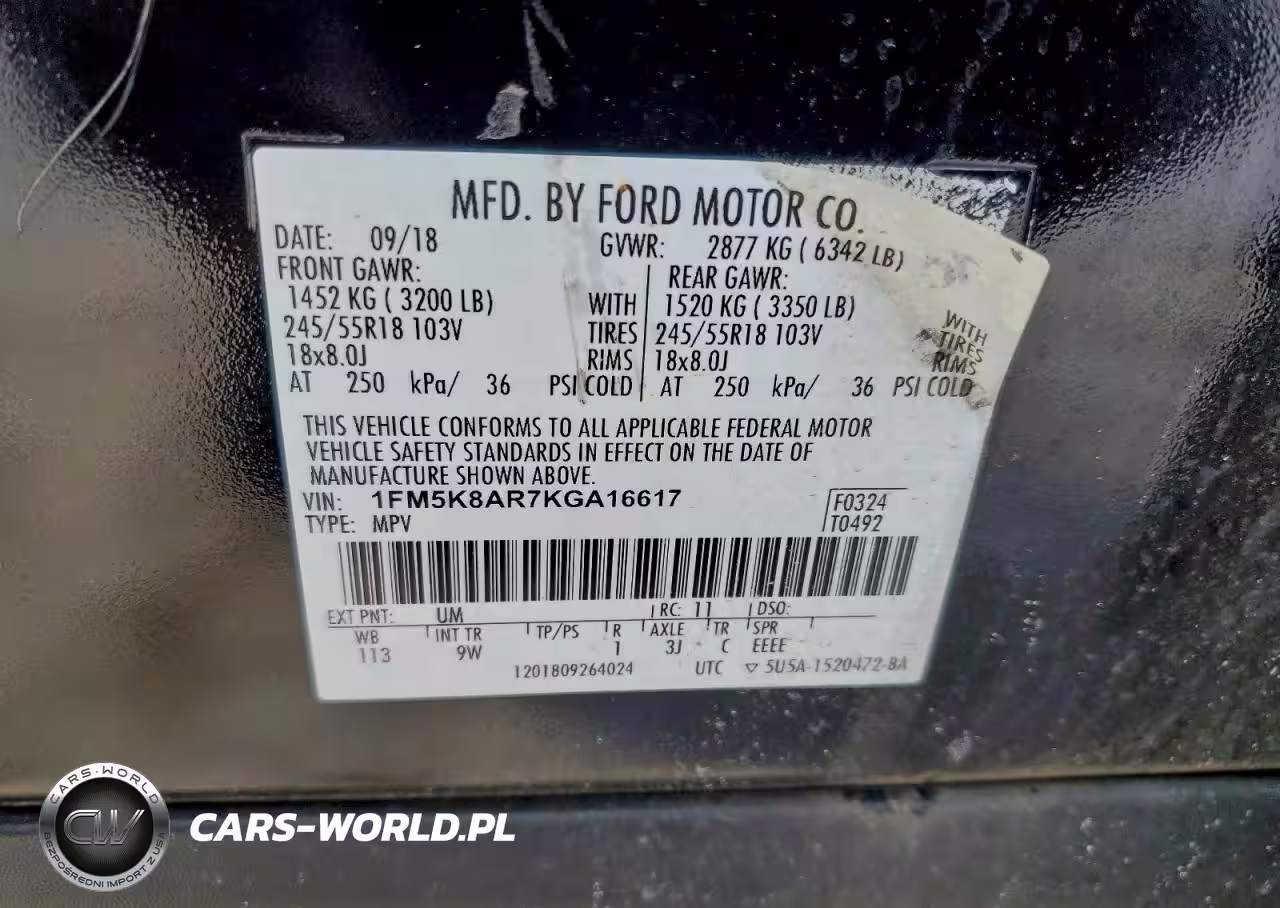 MFD. BY FORD MOTOR CO.
DATE: 09/18 GVWR: 2877 KG ( 6342 LB)
FRONT GAWR: REAR GAWR:
1452 KG ( 3200 LB) WITH 1520 KG ( 3350 LB) WITH
245/55R18 103V TIRES 245/55R18 103V TIRES
18x8.0J RIMS 18x8.0J RIMS
AT 250 kPa/ 36 PSI COLD AT 250 kPa/ 36 PSI COLD
THIS VEHICLE CONFORMS TO ALL APPLICABLE FEDERAL MOTOR
VEHICLE SAFETY STANDARDS IN EFFECT ON THE DATE OF
MANUFACTURE SHOWN ABOVE.
VIN: 1FM5K8AR7KGA16617 F0324
TYPE: MPV T0492
EXT PNT: UM RC: 11 DSO:
WB INT TR TP/PS R AXLE TR SPR
113 9W 1 3J C EEEE
1201809264024 UTC ▽ 5U5A-1520472-BA
CARS-WORLD
CW
BEZPOŚREDNI IMPORT Z USA
CARS-WORLD.PL